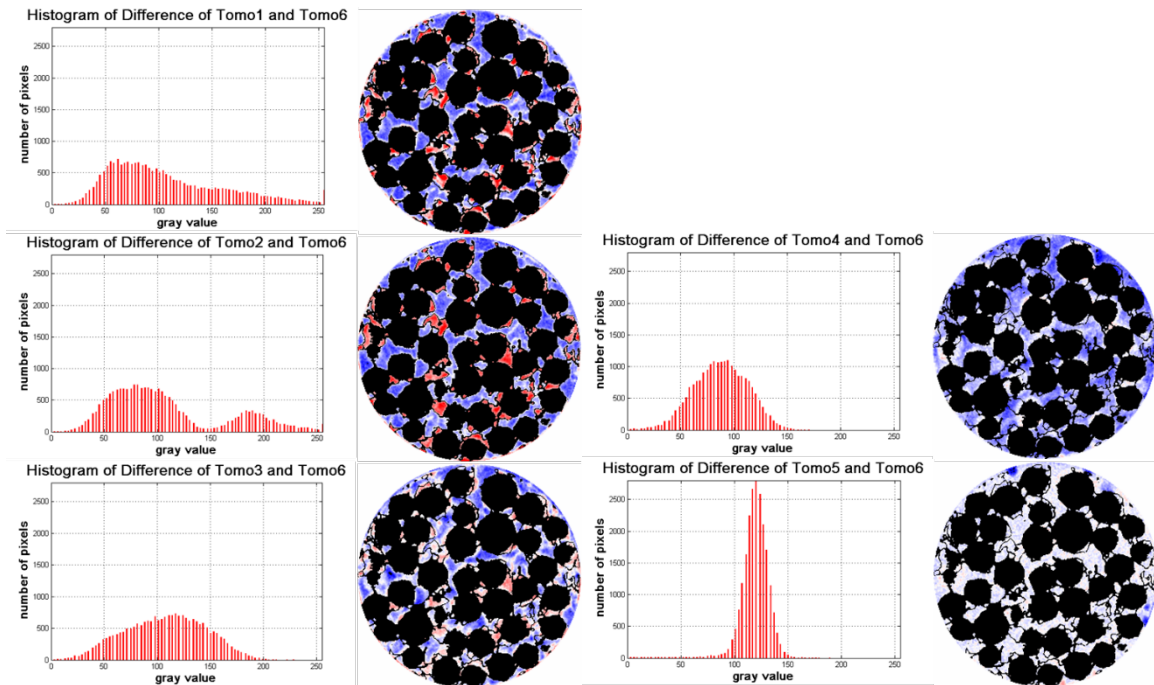 Histogram of Difference of Tomo1 and Tomo6
number of pixels
2500
2000
1500
1000
500
0
0 50 100 150 200 250
gray value
Histogram of Difference of Tomo2 and Tomo6
number of pixels
2500
2000
1500
1000
500
0
0 50 100 150 200 250
gray value
Histogram of Difference of Tomo3 and Tomo6
number of pixels
2500
2000
1500
1000
500
0
0 50 100 150 200 250
gray value
Histogram of Difference of Tomo4 and Tomo6
number of pixels
2500
2000
1500
1000
500
0
0 50 100 150 200 250
gray value
Histogram of Difference of Tomo5 and Tomo6
number of pixels
2500
2000
1500
1000
500
0
0 50 100 150 200 250
gray value